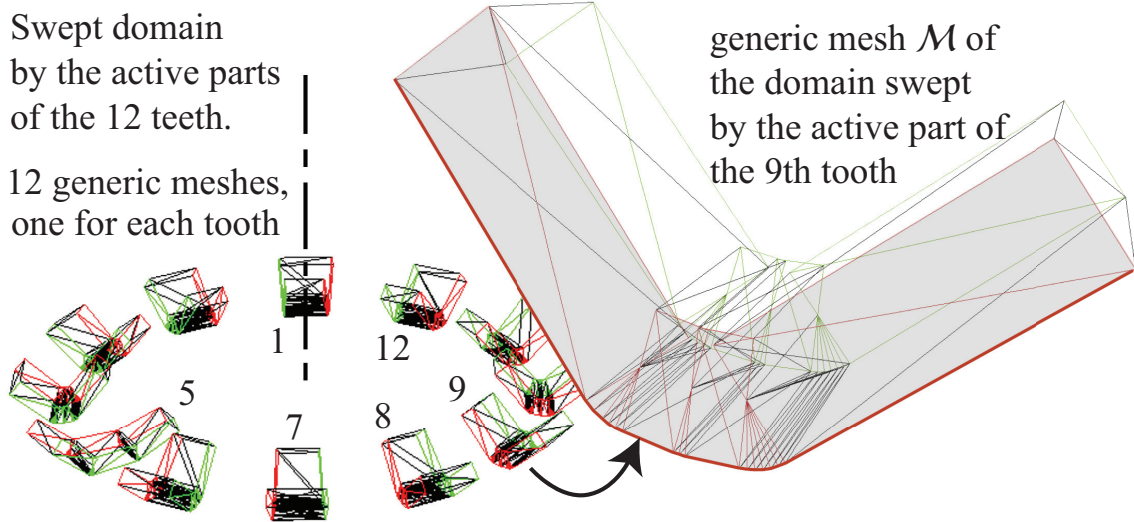 Swept domain
by the active parts
of the 12 teeth.
12 generic meshes,
one for each tooth
generic mesh ℳ of
the domain swept
by the active part of
the 9th tooth
1
12
5
9
7
8